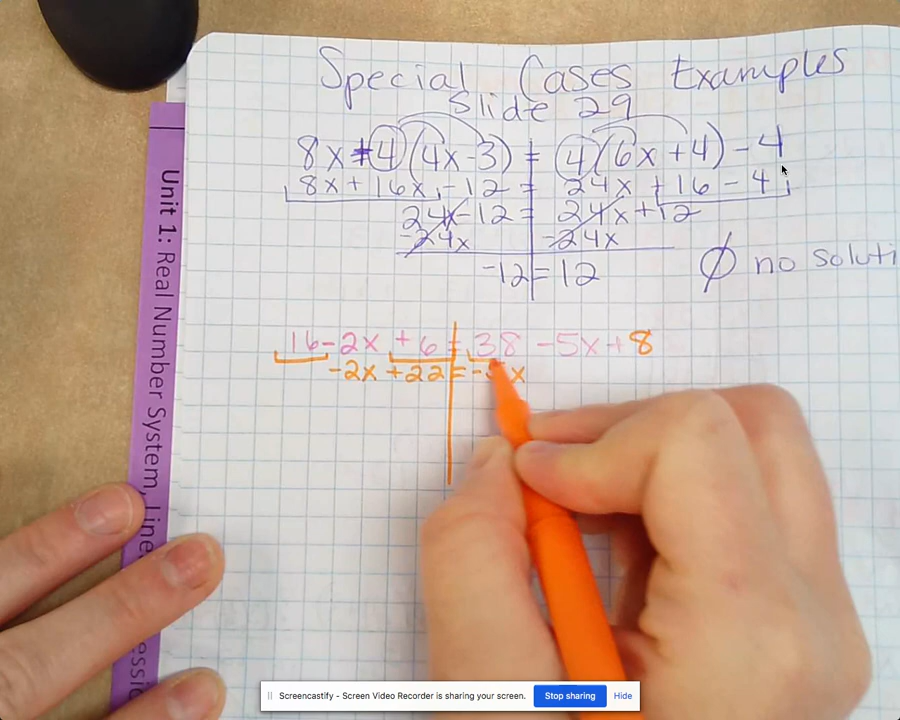 Special Cases Examples
Slide 29
8x + 4(4x - 3) = 4(6x + 4) - 4
8x + 16x - 12 = 24x + 16 - 4
24x - 12 = 24x + 12
-24x -24x
-12 = 12 ∅ no soluti
16 - 2x + 6 = 38 - 5x + 8
-2x + 22 = -5x
Unit 1: Real Number System, Line
essio
Screencastify - Screen Video Recorder is sharing your screen. Stop sharing Hide